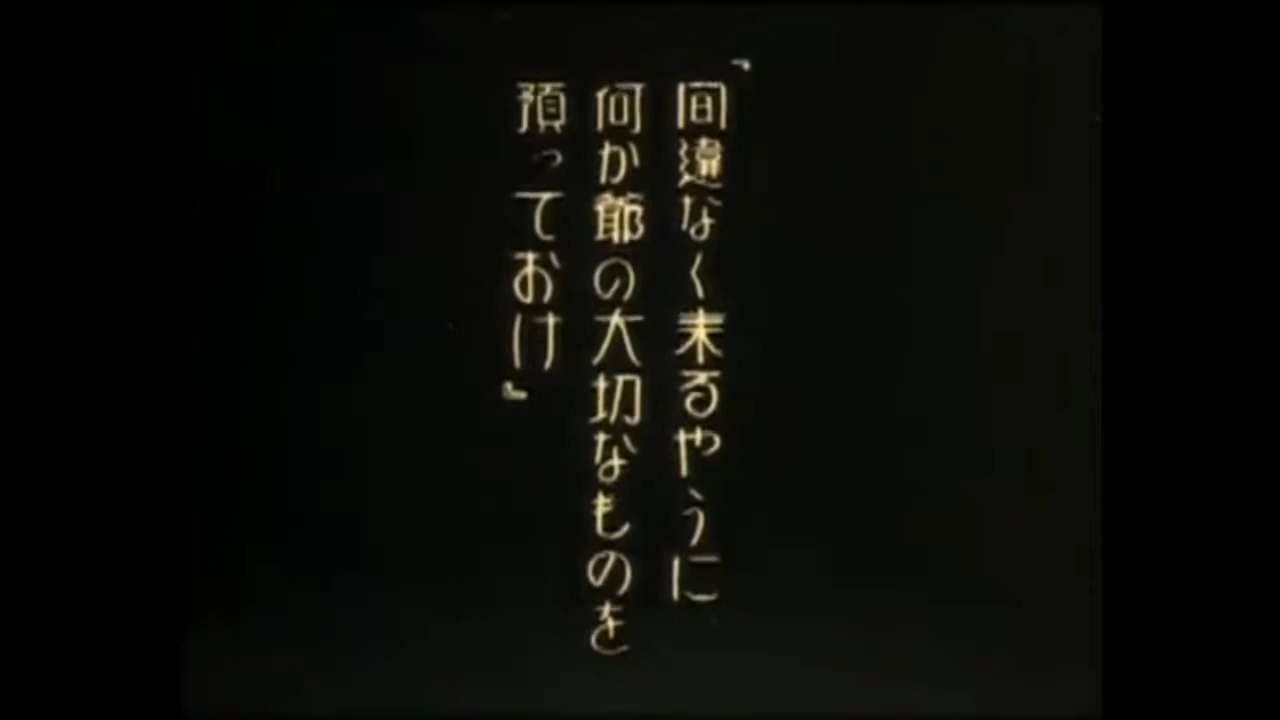 『間違なく来るやうに
何か爺の大切なものを
預っておけ』